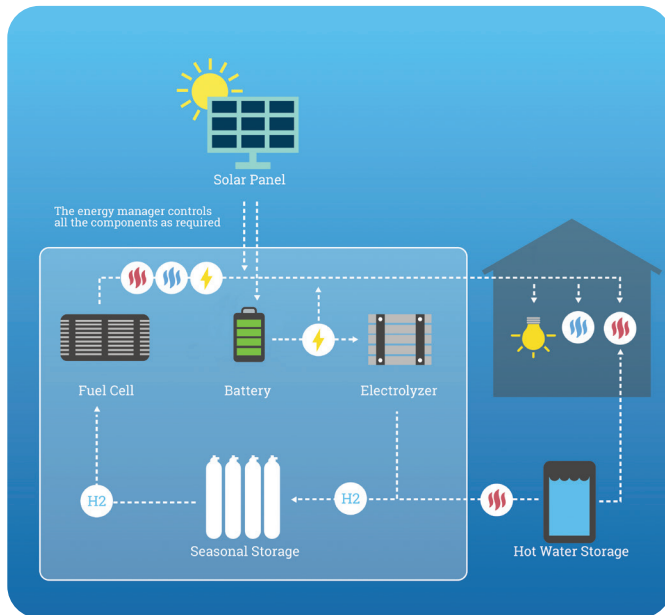 Solar Panel
The energy manager controls
all the components as required
Fuel Cell
Battery
Electrolyzer
H2
H2
Seasonal Storage
Hot Water Storage